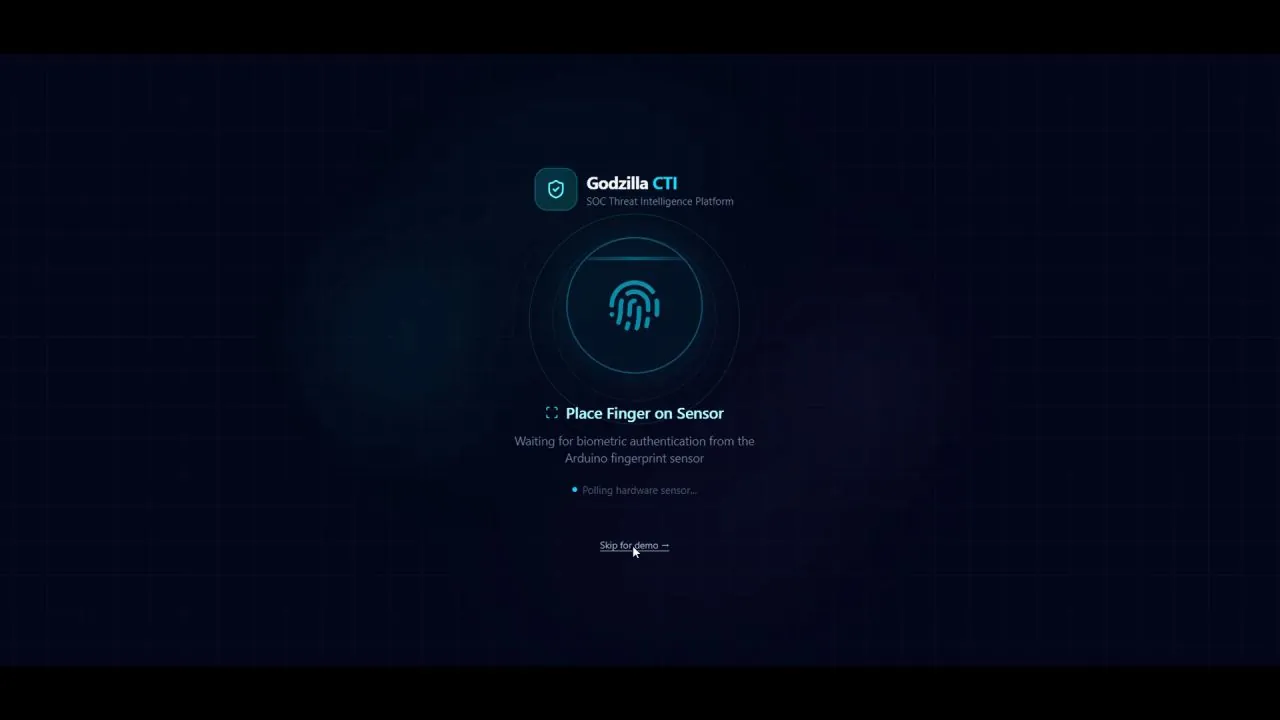 Godzilla CTI
SOC Threat Intelligence Platform
Place Finger on Sensor
Waiting for biometric authentication from the
Arduino fingerprint sensor
Polling hardware sensor...
Skip for demo →